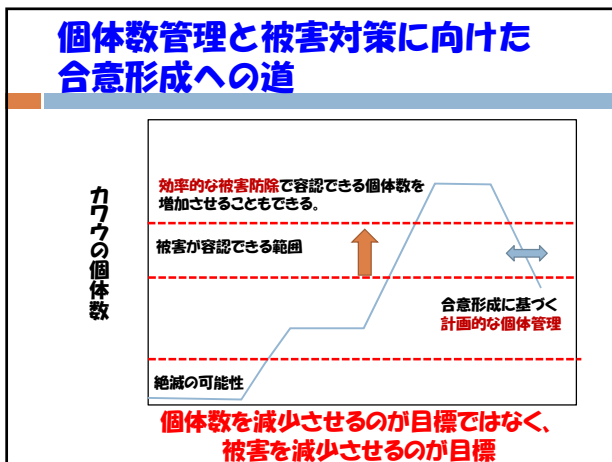 個体数管理と被害対策に向けた
合意形成への道
カワウの個体数
効率的な被害防除で容認できる個体数を
増加させることもできる。
被害が容認できる範囲
合意形成に基づく
計画的な個体管理
絶滅の可能性
個体数を減少させるのが目標ではなく、
被害を減少させるのが目標